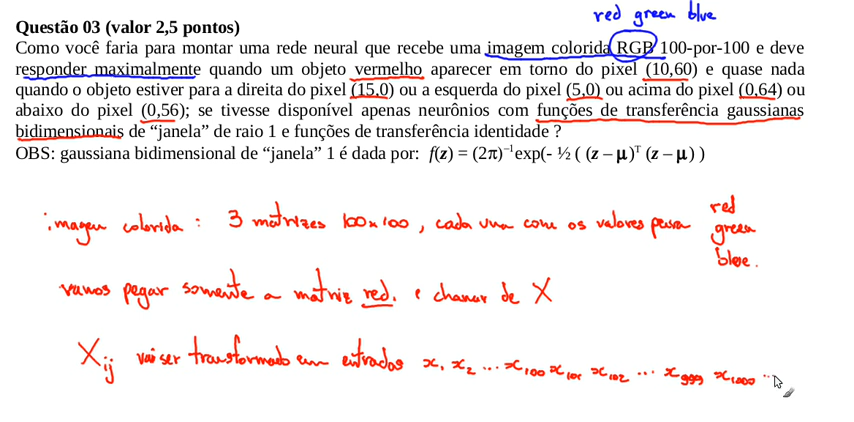 red green blue
Questão 03 (valor 2,5 pontos)
Como você faria para montar uma rede neural que recebe uma imagem colorida RGB 100-por-100 e deve
responder maximalmente quando um objeto vermelho aparecer em torno do pixel (10,60) e quase nada
quando o objeto estiver para a direita do pixel (15,0) ou a esquerda do pixel (5,0) ou acima do pixel (0,64) ou
abaixo do pixel (0,56); se tivesse disponível apenas neurônios com funções de transferência gaussianas
bidimensionais de “janela” de raio 1 e funções de transferência identidade ?
OBS: gaussiana bidimensional de “janela” 1 é dada por: f(z) = (2π)⁻¹exp(- ½ ( (z – μ)ᵀ (z – μ) )
imagem colorida : 3 matrizes 100x100 , cada uma com os valores para red
green
blue.
vamos pegar somente a matriz red. e chamar de X
Xij vai ser transformado em entradas x1 x2 ... x100 x101 x102 ... x999 x1000 ...